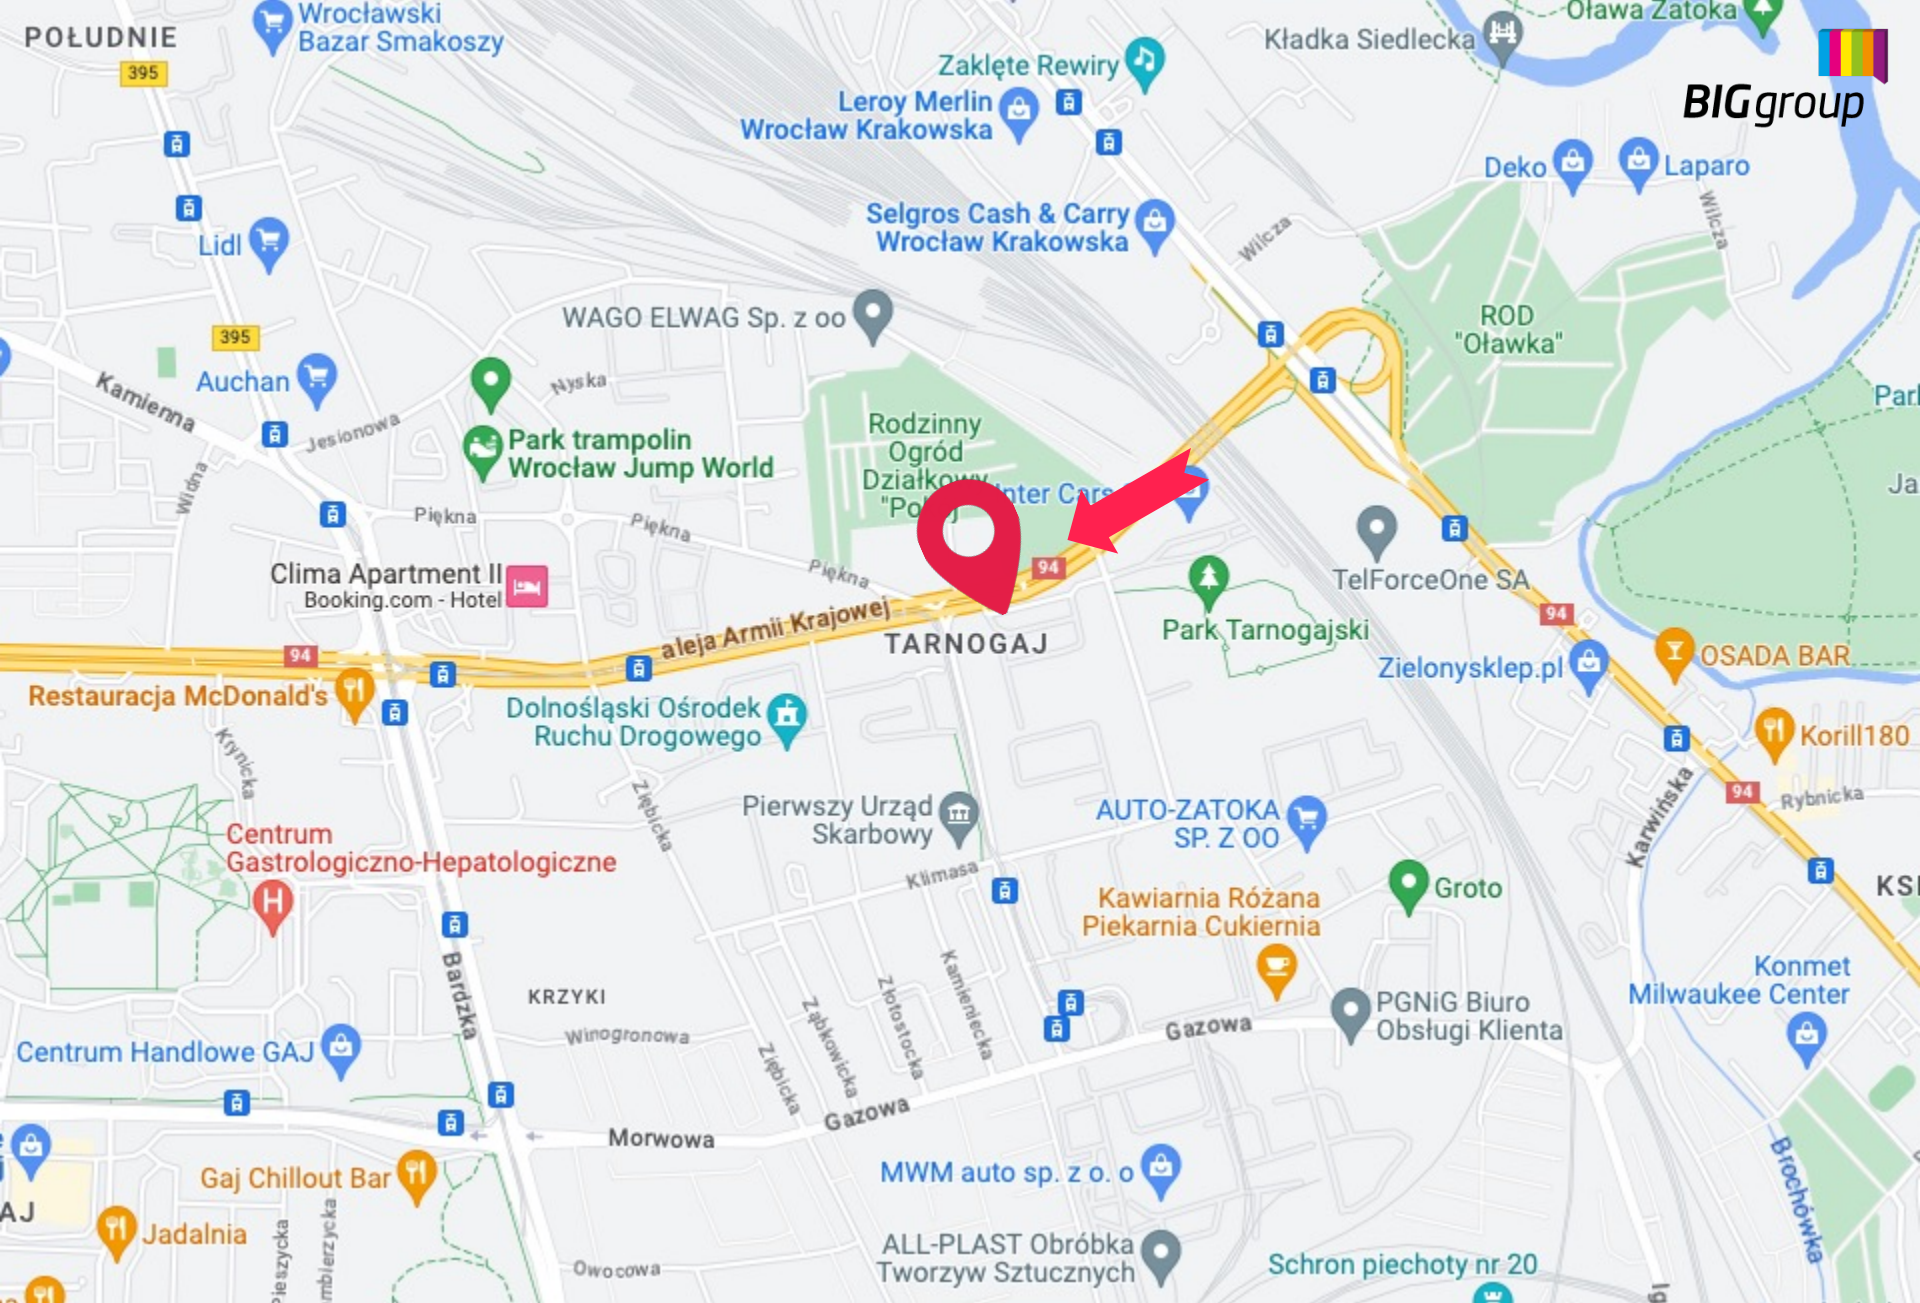 POŁUDNIE
395
Wrocławski
Bazar Smakoszy
Zaklęte Rewiry
Leroy Merlin
Wrocław Krakowska
Kładka Siedlecka
Oława Zatoka
BIGgroup
Deko
Laparo
Wilcza
Wilcza
Selgros Cash & Carry
Wrocław Krakowska
Lidl
WAGO ELWAG Sp. z oo
ROD
"Oławka"
395
Auchan
Kamienna
Jesionowa
Nyska
Widna
Park trampolin
Wrocław Jump World
Rodzinny
Ogród
Działkowy
Inter Cars
Piękna
Piękna
Piękna
94
Clima Apartment II
Booking.com - Hotel
aleja Armii Krajowej
TARNOGAJ
TelForceOne SA
Park Tarnogajski
94
94
Zielonysklep.pl
OSADA BAR
Restauracja McDonald's
Dolnośląski Ośrodek
Ruchu Drogowego
Korill180
Krynicka
Ziębicka
Pierwszy Urząd
Skarbowy
AUTO-ZATOKA
SP. Z OO
94
Rybnicka
Karwińska
Centrum
Gastrologiczno-Hepatologiczne
Klimasa
Kawiarnia Różana
Piekarnia Cukiernia
Groto
Bardzka
KRZYKI
Winogronowa
Ziębicka
Ząbkowicka
Złotostocka
Kamieniecka
Gazowa
PGNiG Biuro
Obsługi Klienta
Konmet
Milwaukee Center
Centrum Handlowe GAJ
Gazowa
Morwowa
Gaj Chillout Bar
Jadalnia
MWM auto sp. z o. o
Brochówka
ALL-PLAST Obróbka
Tworzyw Sztucznych
Owocowa
Schron piechoty nr 20